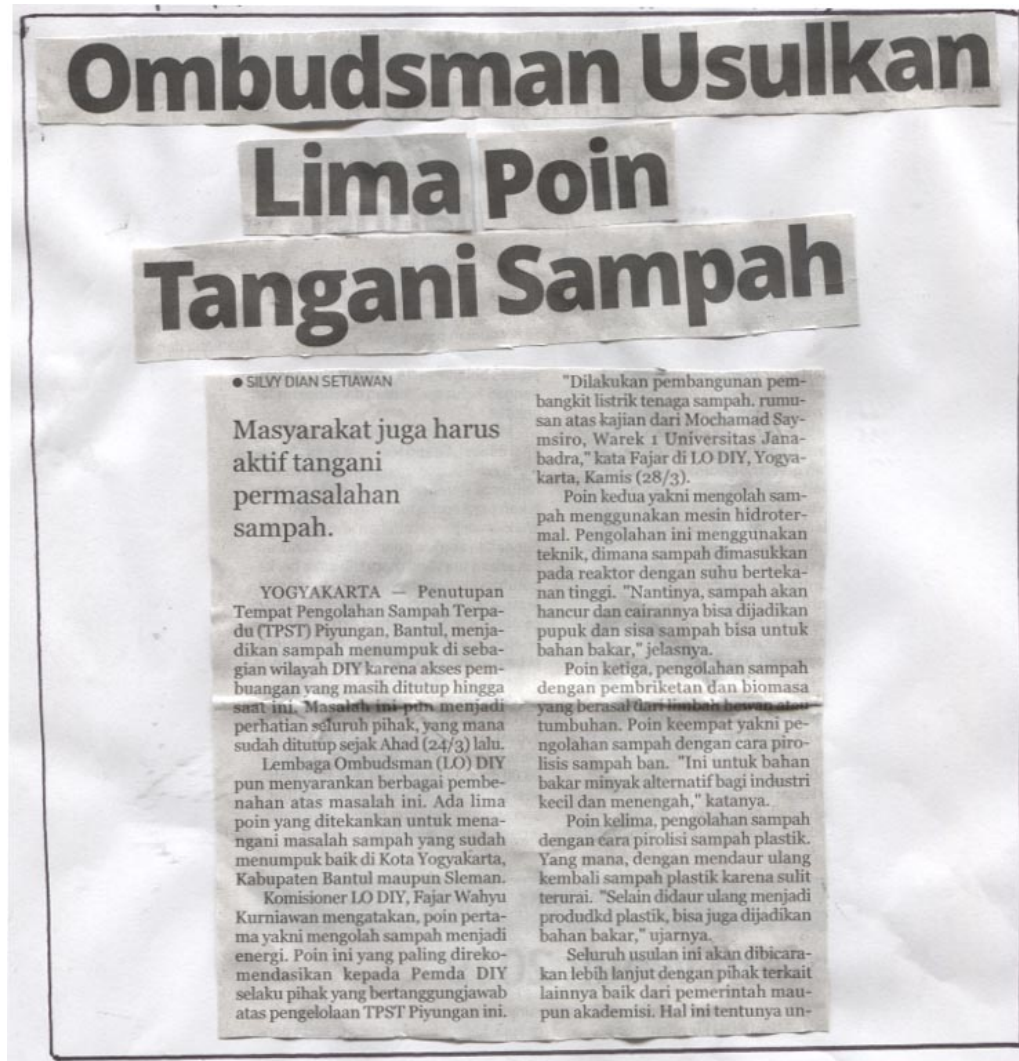 Ombudsman Usulkan
Lima Poin
Tangani Sampah
● SILVY DIAN SETIAWAN
Masyarakat juga harus
aktif tangani
permasalahan
sampah.
YOGYAKARTA — Penutupan
Tempat Pengolahan Sampah Terpa-
du (TPST) Piyungan, Bantul, menja-
dikan sampah menumpuk di seba-
gian wilayah DIY karena akses pem-
buangan yang masih ditutup hingga
saat ini. Masalah ini pun menjadi
perhatian seluruh pihak, yang mana
sudah ditutup sejak Ahad (24/3) lalu.
Lembaga Ombudsman (LO) DIY
pun menyarankan berbagai pembe-
nahan atas masalah ini. Ada lima
poin yang ditekankan untuk mena-
ngani masalah sampah yang sudah
menumpuk baik di Kota Yogyakarta,
Kabupaten Bantul maupun Sleman.
Komisioner LO DIY, Fajar Wahyu
Kurniawan mengatakan, poin perta-
ma yakni mengolah sampah menjadi
energi. Poin ini yang paling direko-
mendasikan kepada Pemda DIY
selaku pihak yang bertanggungjawab
atas pengelolaan TPST Piyungan ini.
"Dilakukan pembangunan pem-
bangkit listrik tenaga sampah. rumu-
san atas kajian dari Mochamad Say-
msiro, Warek 1 Universitas Jana-
badra," kata Fajar di LO DIY, Yogya-
karta, Kamis (28/3).
Poin kedua yakni mengolah sam-
pah menggunakan mesin hidroter-
mal. Pengolahan ini menggunakan
teknik, dimana sampah dimasukkan
pada reaktor dengan suhu berteka-
nan tinggi. "Nantinya, sampah akan
hancur dan cairannya bisa dijadikan
pupuk dan sisa sampah bisa untuk
bahan bakar," jelasnya.
Poin ketiga, pengolahan sampah
dengan pembriketan dan biomasa
yang berasal dari limbah hewan atau
tumbuhan. Poin keempat yakni pe-
ngolahan sampah dengan cara piro-
lisis sampah ban. "Ini untuk bahan
bakar minyak alternatif bagi industri
kecil dan menengah," katanya.
Poin kelima, pengolahan sampah
dengan cara pirolisi sampah plastik.
Yang mana, dengan mendaur ulang
kembali sampah plastik karena sulit
terurai. "Selain didaur ulang menjadi
produdkd plastik, bisa juga dijadikan
bahan bakar," ujarnya.
Seluruh usulan ini akan dibicara-
kan lebih lanjut dengan pihak terkait
lainnya baik dari pemerintah mau-
pun akademisi. Hal ini tentunya un-